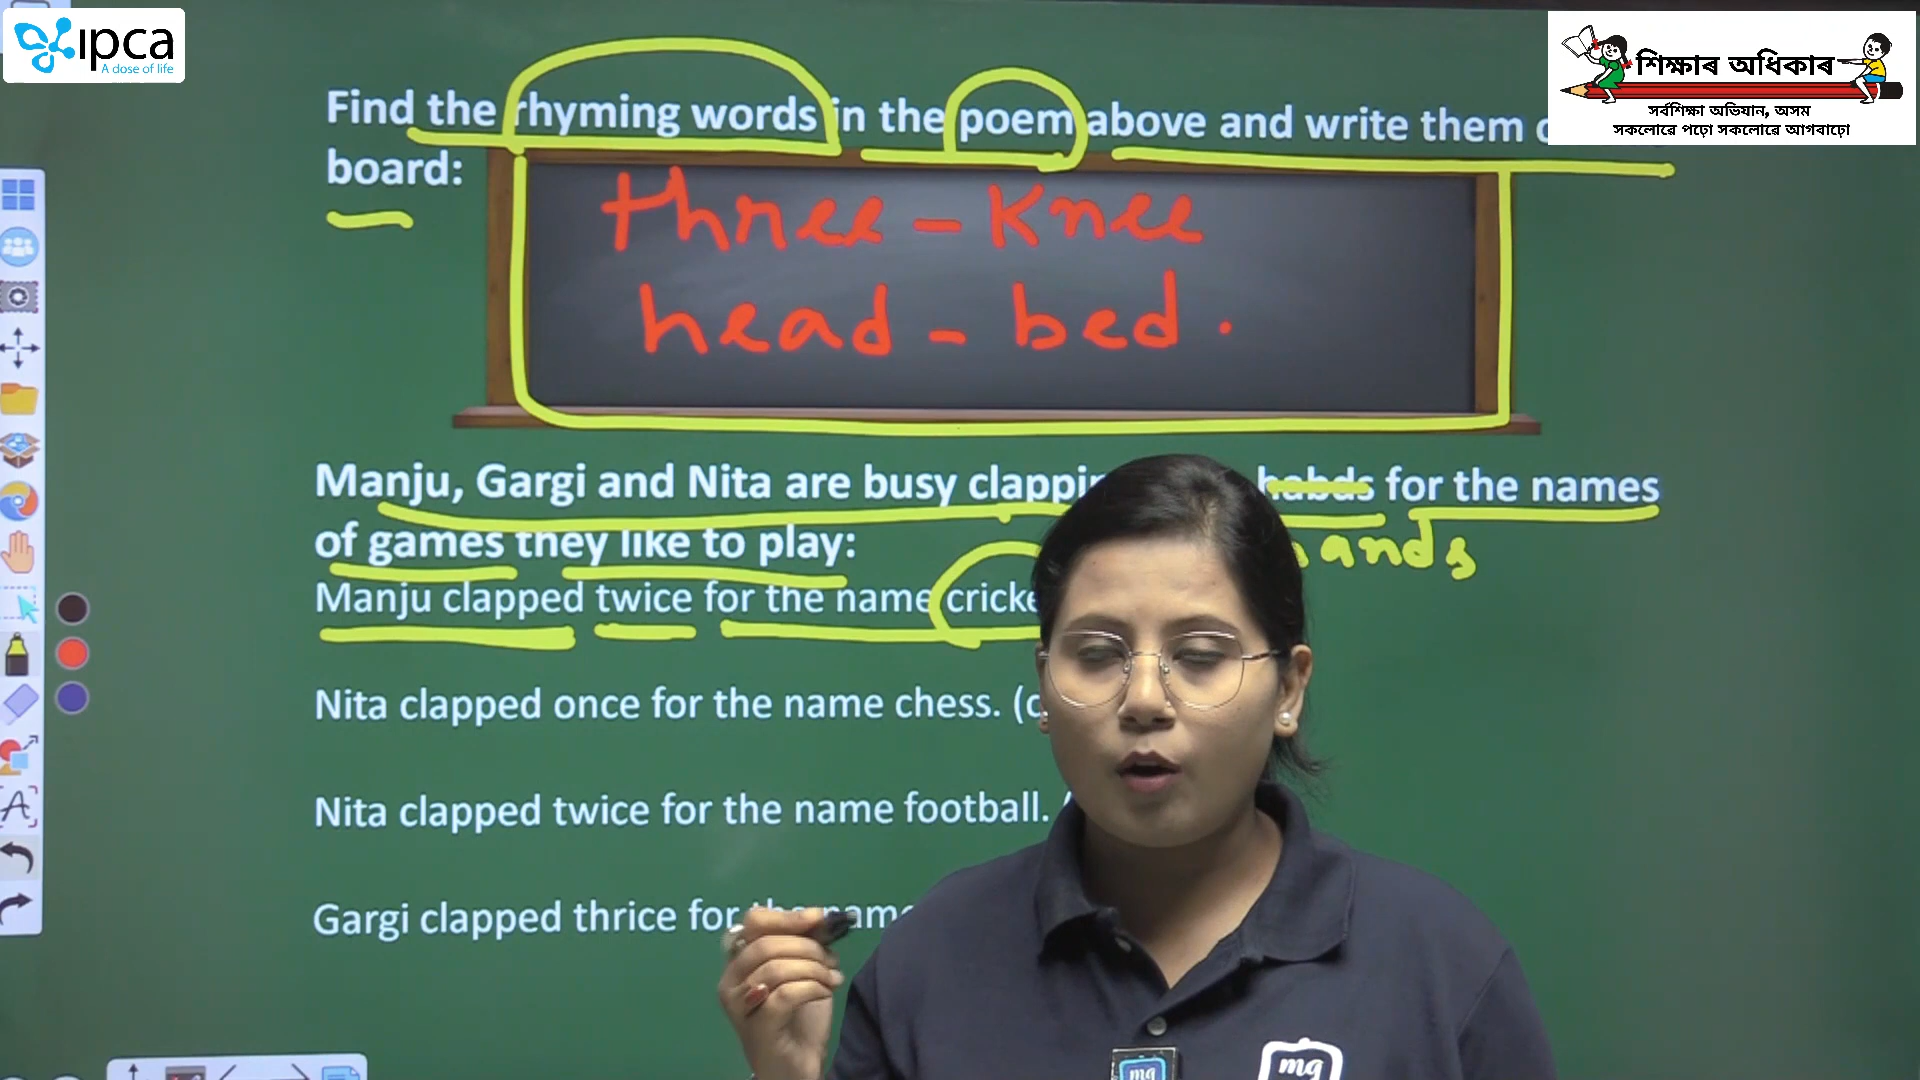 ipca
A dose of life
শিক্ষাৰ অধিকাৰ
সৰ্বশিক্ষা অভিযান, অসম
সকলোৱে পঢ়ো সকলোৱে আগবাঢ়ো
Find the rhyming words in the poem above and write them
board:
three - Knee
head - bed.
Manju, Gargi and Nita are busy habds for the names
hands
of games they like to play:
Manju clapped twice for the name
Nita clapped once for the name chess.
Nita clapped twice for the name football.
Gargi clapped thrice for the
mg
mg